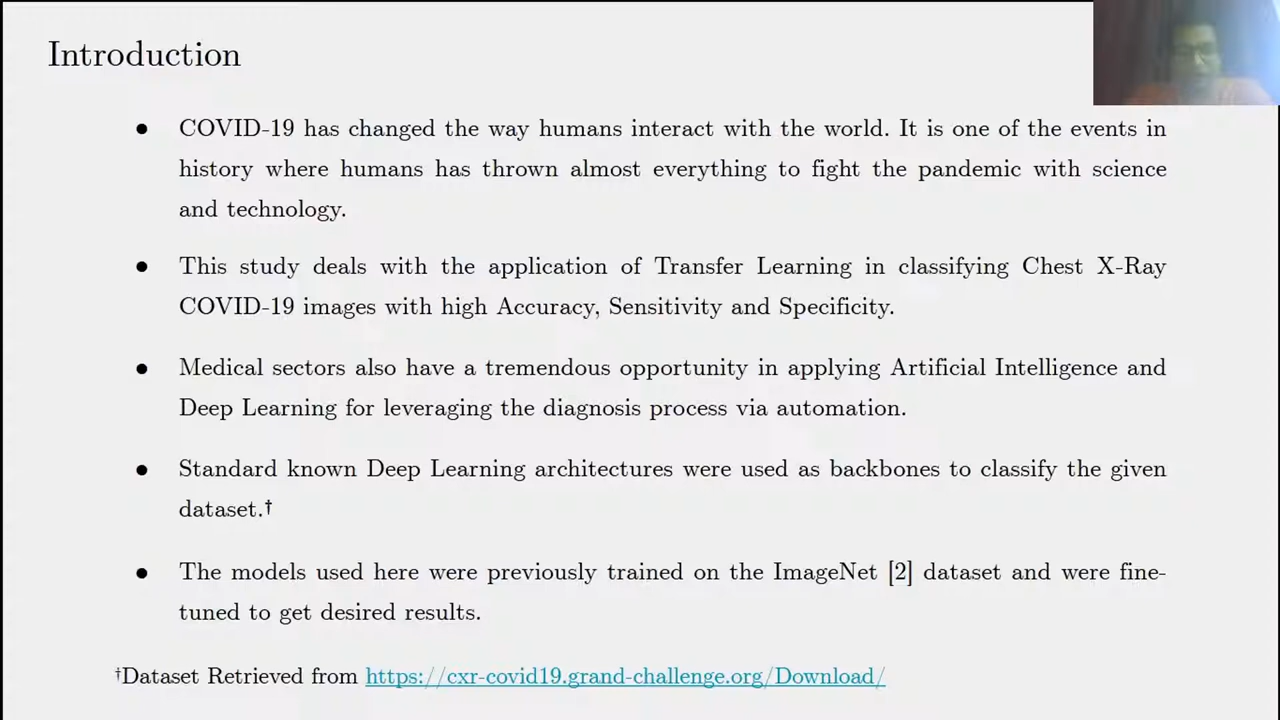 Introduction
● COVID-19 has changed the way humans interact with the world. It is one of the events in
history where humans has thrown almost everything to fight the pandemic with science
and technology.
● This study deals with the application of Transfer Learning in classifying Chest X-Ray
COVID-19 images with high Accuracy, Sensitivity and Specificity.
● Medical sectors also have a tremendous opportunity in applying Artificial Intelligence and
Deep Learning for leveraging the diagnosis process via automation.
● Standard known Deep Learning architectures were used as backbones to classify the given
dataset.†
● The models used here were previously trained on the ImageNet [2] dataset and were fine-
tuned to get desired results.
†Dataset Retrieved from https://cxr-covid19.grand-challenge.org/Download/